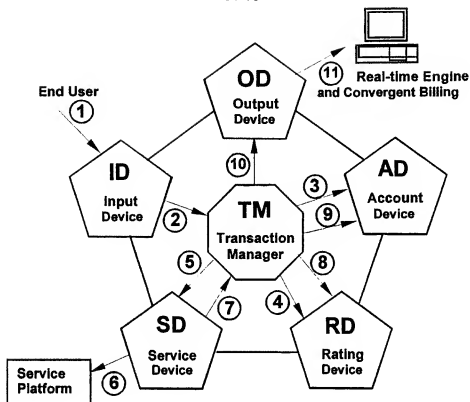 OD
Output
Device
11
Real-time Engine
and Convergent Billing
End User
1
10
ID
Input
Device
2
TM
Transaction
Manager
3
9
AD
Account
Device
5
7
4
8
SD
Service
Device
RD
Rating
Device
6
Service
Platform